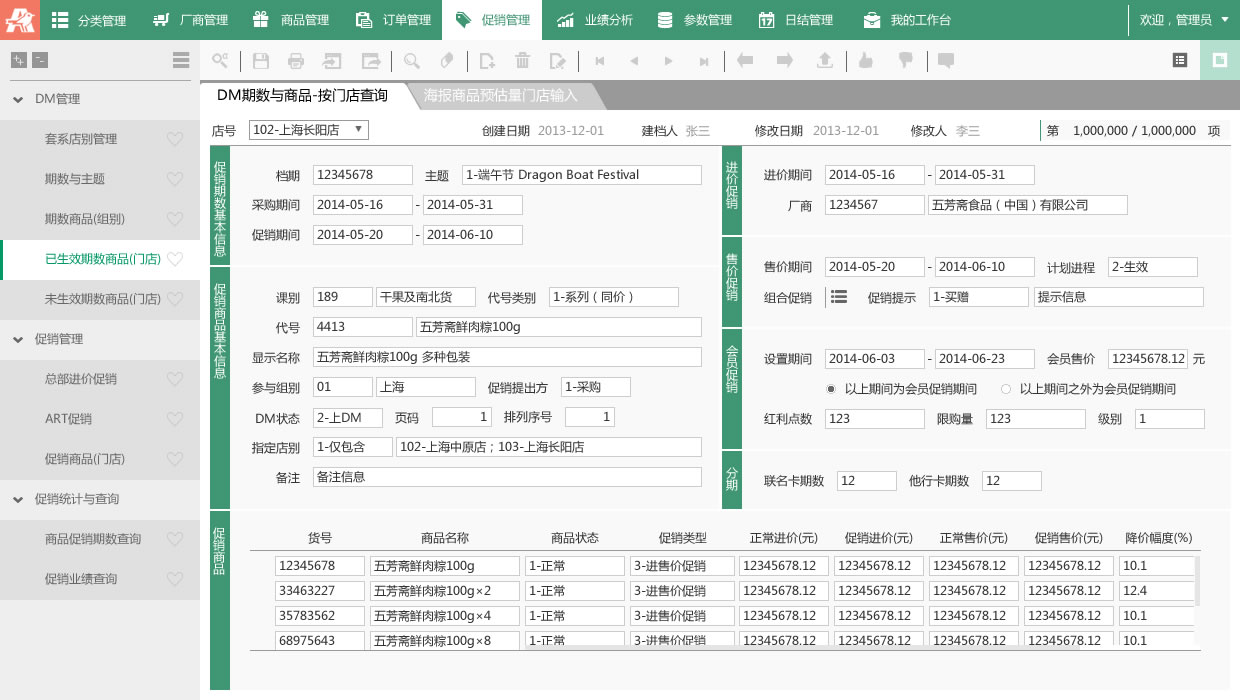 分类管理 厂商管理 商品管理 订单管理 促销管理 业绩分析 参数管理 日结管理 我的工作台 欢迎，管理员
DM管理
套系店别管理
期数与主题
期数商品(组别)
已生效期数商品(门店)
未生效期数商品(门店)
促销管理
总部进价促销
ART促销
促销商品(门店)
促销统计与查询
商品促销期数查询
促销业绩查询
DM期数与商品-按门店查询 海报商品预估量门店输入
店号 102-上海长阳店 创建日期 2013-12-01 建档人 张三 修改日期 2013-12-01 修改人 李三 第 1,000,000 / 1,000,000 项
促销期数基本信息
档期 12345678 主题 1-端午节 Dragon Boat Festival
采购期间 2014-05-16 - 2014-05-31
促销期间 2014-05-20 - 2014-06-10
促销商品基本信息
课别 189 干果及南北货 代号类别 1-系列（同价）
代号 4413 五芳斋鲜肉粽100g
显示名称 五芳斋鲜肉粽100g 多种包装
参与组别 01 上海 促销提出方 1-采购
DM状态 2-上DM 页码 1 排列序号 1
指定店别 1-仅包含 102-上海中原店；103-上海长阳店
备注 备注信息
进价促销
进价期间 2014-05-16 - 2014-05-31
厂商 1234567 五芳斋食品（中国）有限公司
售价促销
售价期间 2014-05-20 - 2014-06-10 计划进程 2-生效
组合促销 促销提示 1-买赠 提示信息
会员促销
设置期间 2014-06-03 - 2014-06-23 会员售价 12345678.12 元
以上期间为会员促销期间 以上期间之外为会员促销期间
红利点数 123 限购量 123 级别 1
分期
联名卡期数 12 他行卡期数 12
促销商品
货号 商品名称 商品状态 促销类型 正常进价(元) 促销进价(元) 正常售价(元) 促销售价(元) 降价幅度(%)
12345678 五芳斋鲜肉粽100g 1-正常 3-进售价促销 12345678.12 12345678.12 12345678.12 12345678.12 10.1
33463227 五芳斋鲜肉粽100g×2 1-正常 3-进售价促销 12345678.12 12345678.12 12345678.12 12345678.12 12.4
35783562 五芳斋鲜肉粽100g×4 1-正常 3-进售价促销 12345678.12 12345678.12 12345678.12 12345678.12 10.1
68975643 五芳斋鲜肉粽100g×8 1-正常 3-进售价促销 12345678.12 12345678.12 12345678.12 12345678.12 10.1